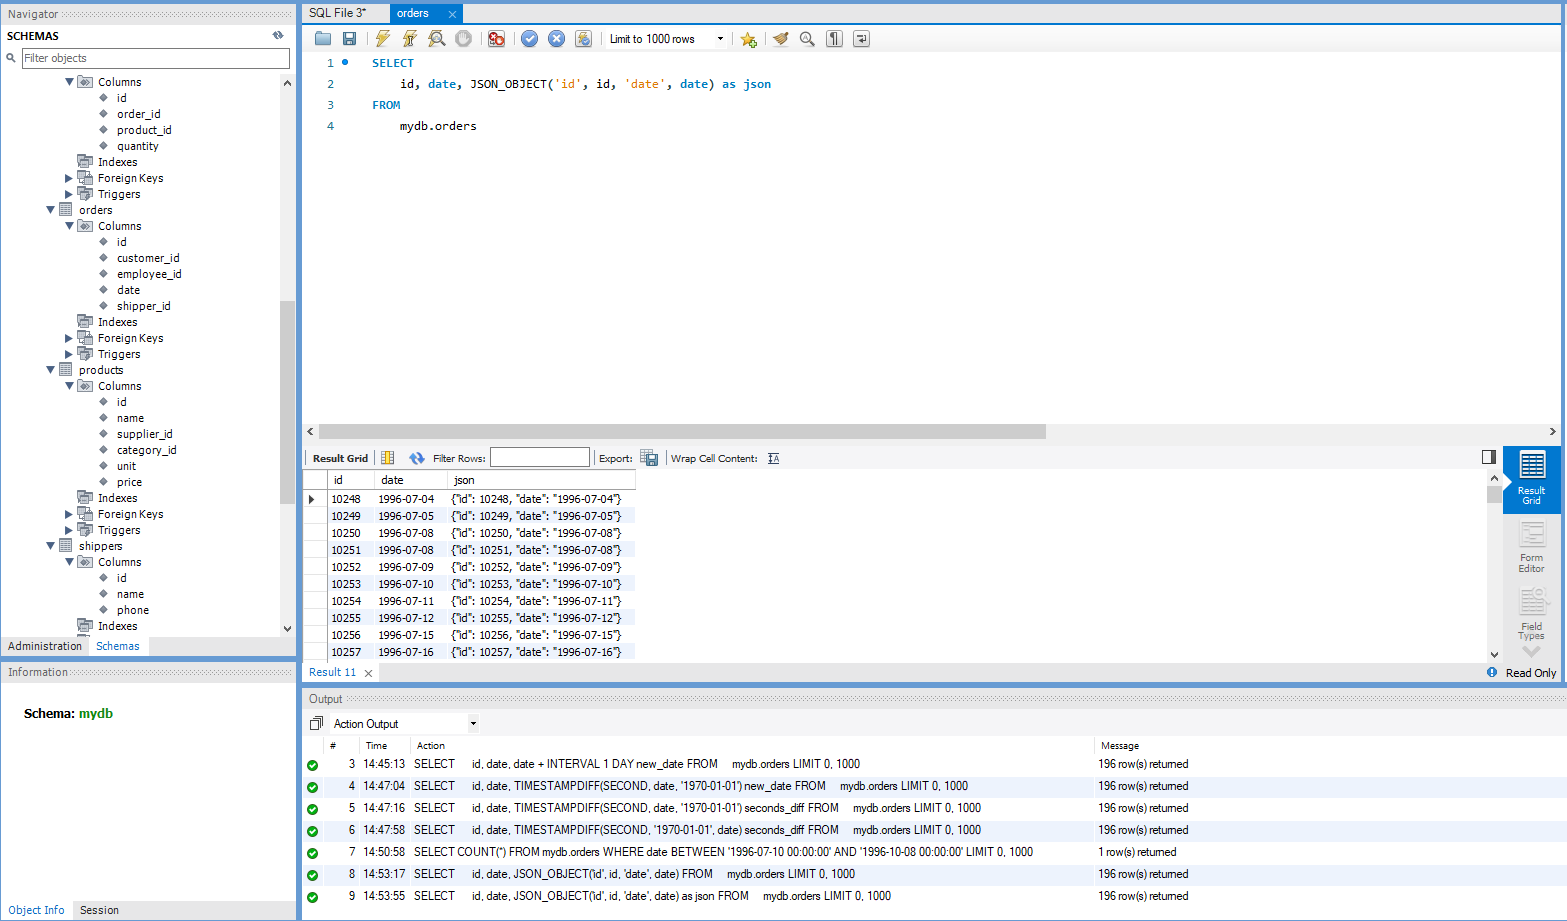 Navigator
SCHEMAS
Filter objects
Columns
id
order_id
product_id
quantity
Indexes
Foreign Keys
Triggers
orders
Columns
id
customer_id
employee_id
date
shipper_id
Indexes
Foreign Keys
Triggers
products
Columns
id
name
supplier_id
category_id
unit
price
Indexes
Foreign Keys
Triggers
shippers
Columns
id
name
phone
Indexes
Administration Schemas
Information
Schema: mydb
Object Info Session
SQL File 3* orders
Limit to 1000 rows
1 SELECT
2 id, date, JSON_OBJECT('id', id, 'date', date) as json
3 FROM
4 mydb.orders
Result Grid Filter Rows: Export: Wrap Cell Content:
id date json
10248 1996-07-04 {"id": 10248, "date": "1996-07-04"}
10249 1996-07-05 {"id": 10249, "date": "1996-07-05"}
10250 1996-07-08 {"id": 10250, "date": "1996-07-08"}
10251 1996-07-08 {"id": 10251, "date": "1996-07-08"}
10252 1996-07-09 {"id": 10252, "date": "1996-07-09"}
10253 1996-07-10 {"id": 10253, "date": "1996-07-10"}
10254 1996-07-11 {"id": 10254, "date": "1996-07-11"}
10255 1996-07-12 {"id": 10255, "date": "1996-07-12"}
10256 1996-07-15 {"id": 10256, "date": "1996-07-15"}
10257 1996-07-16 {"id": 10257, "date": "1996-07-16"}
Result
Grid
Form
Editor
Field
Types
Result 11
Read Only
Output
Action Output
# Time Action Message
3 14:45:13 SELECT id, date, date + INTERVAL 1 DAY new_date FROM mydb.orders LIMIT 0, 1000 196 row(s) returned
4 14:47:04 SELECT id, date, TIMESTAMPDIFF(SECOND, date, '1970-01-01') new_date FROM mydb.orders LIMIT 0, 1000 196 row(s) returned
5 14:47:16 SELECT id, date, TIMESTAMPDIFF(SECOND, date, '1970-01-01') seconds_diff FROM mydb.orders LIMIT 0, 1000 196 row(s) returned
6 14:47:58 SELECT id, date, TIMESTAMPDIFF(SECOND, '1970-01-01', date) seconds_diff FROM mydb.orders LIMIT 0, 1000 196 row(s) returned
7 14:50:58 SELECT COUNT(*) FROM mydb.orders WHERE date BETWEEN '1996-07-10 00:00:00' AND '1996-10-08 00:00:00' LIMIT 0, 1000 1 row(s) returned
8 14:53:17 SELECT id, date, JSON_OBJECT('id', id, 'date', date) FROM mydb.orders LIMIT 0, 1000 196 row(s) returned
9 14:53:55 SELECT id, date, JSON_OBJECT('id', id, 'date', date) as json FROM mydb.orders LIMIT 0, 1000 196 row(s) returned